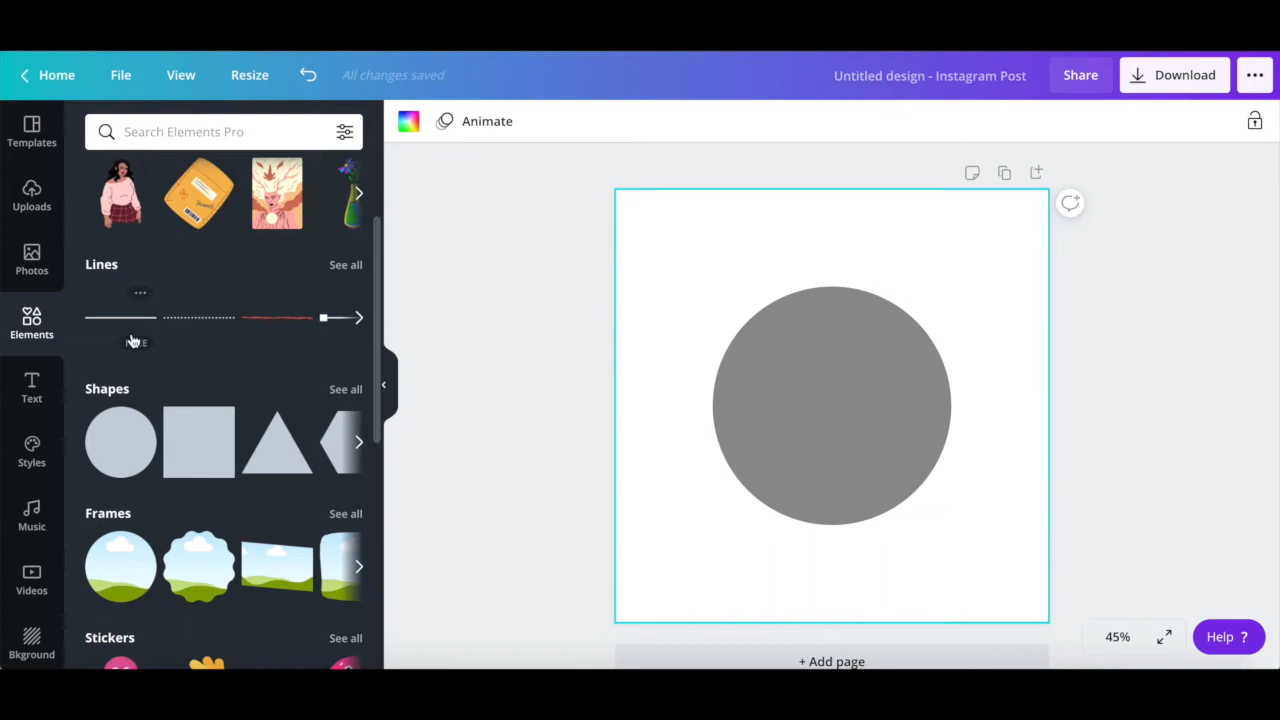 Home File View Resize All changes saved Untitled design - Instagram Post Share Download
Templates
Uploads
Photos
Elements
Text
Styles
Music
Videos
Bkground
Search Elements Pro
Lines See all
Shapes See all
Frames See all
Stickers See all
Animate
+ Add page
45% Help ?